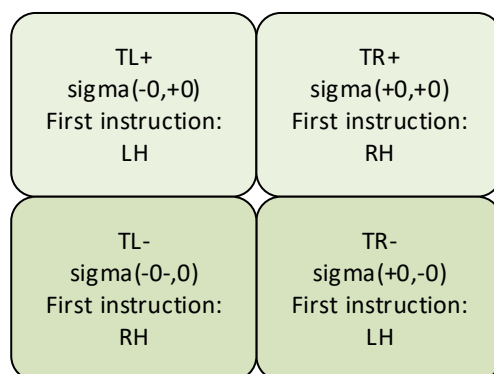 TL+
sigma(-0,+0)
First instruction:
LH
TR+
sigma(+0,+0)
First instruction:
RH
TL-
sigma(-0-,0)
First instruction:
RH
TR-
sigma(+0,-0)
First instruction:
LH